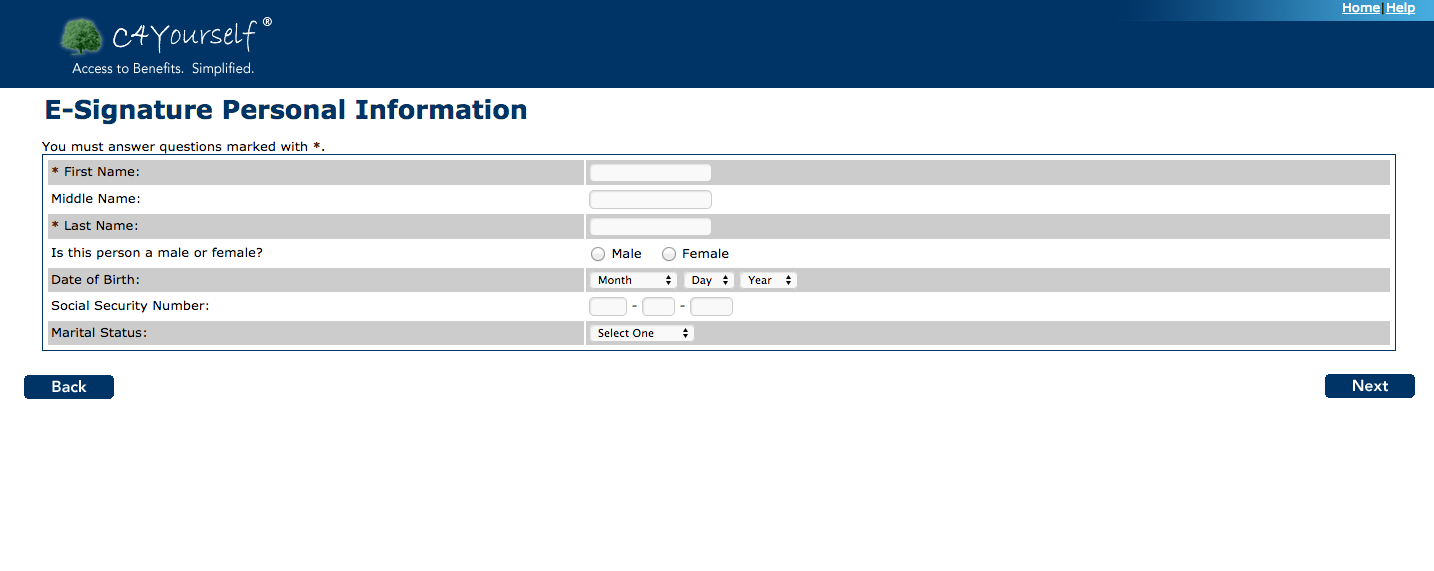 Home|Help
C4Yourself®
Access to Benefits. Simplified.
E-Signature Personal Information
You must answer questions marked with *.
* First Name:
Middle Name:
* Last Name:
Is this person a male or female? Male Female
Date of Birth: Month Day Year
Social Security Number: - -
Marital Status: Select One
Back Next